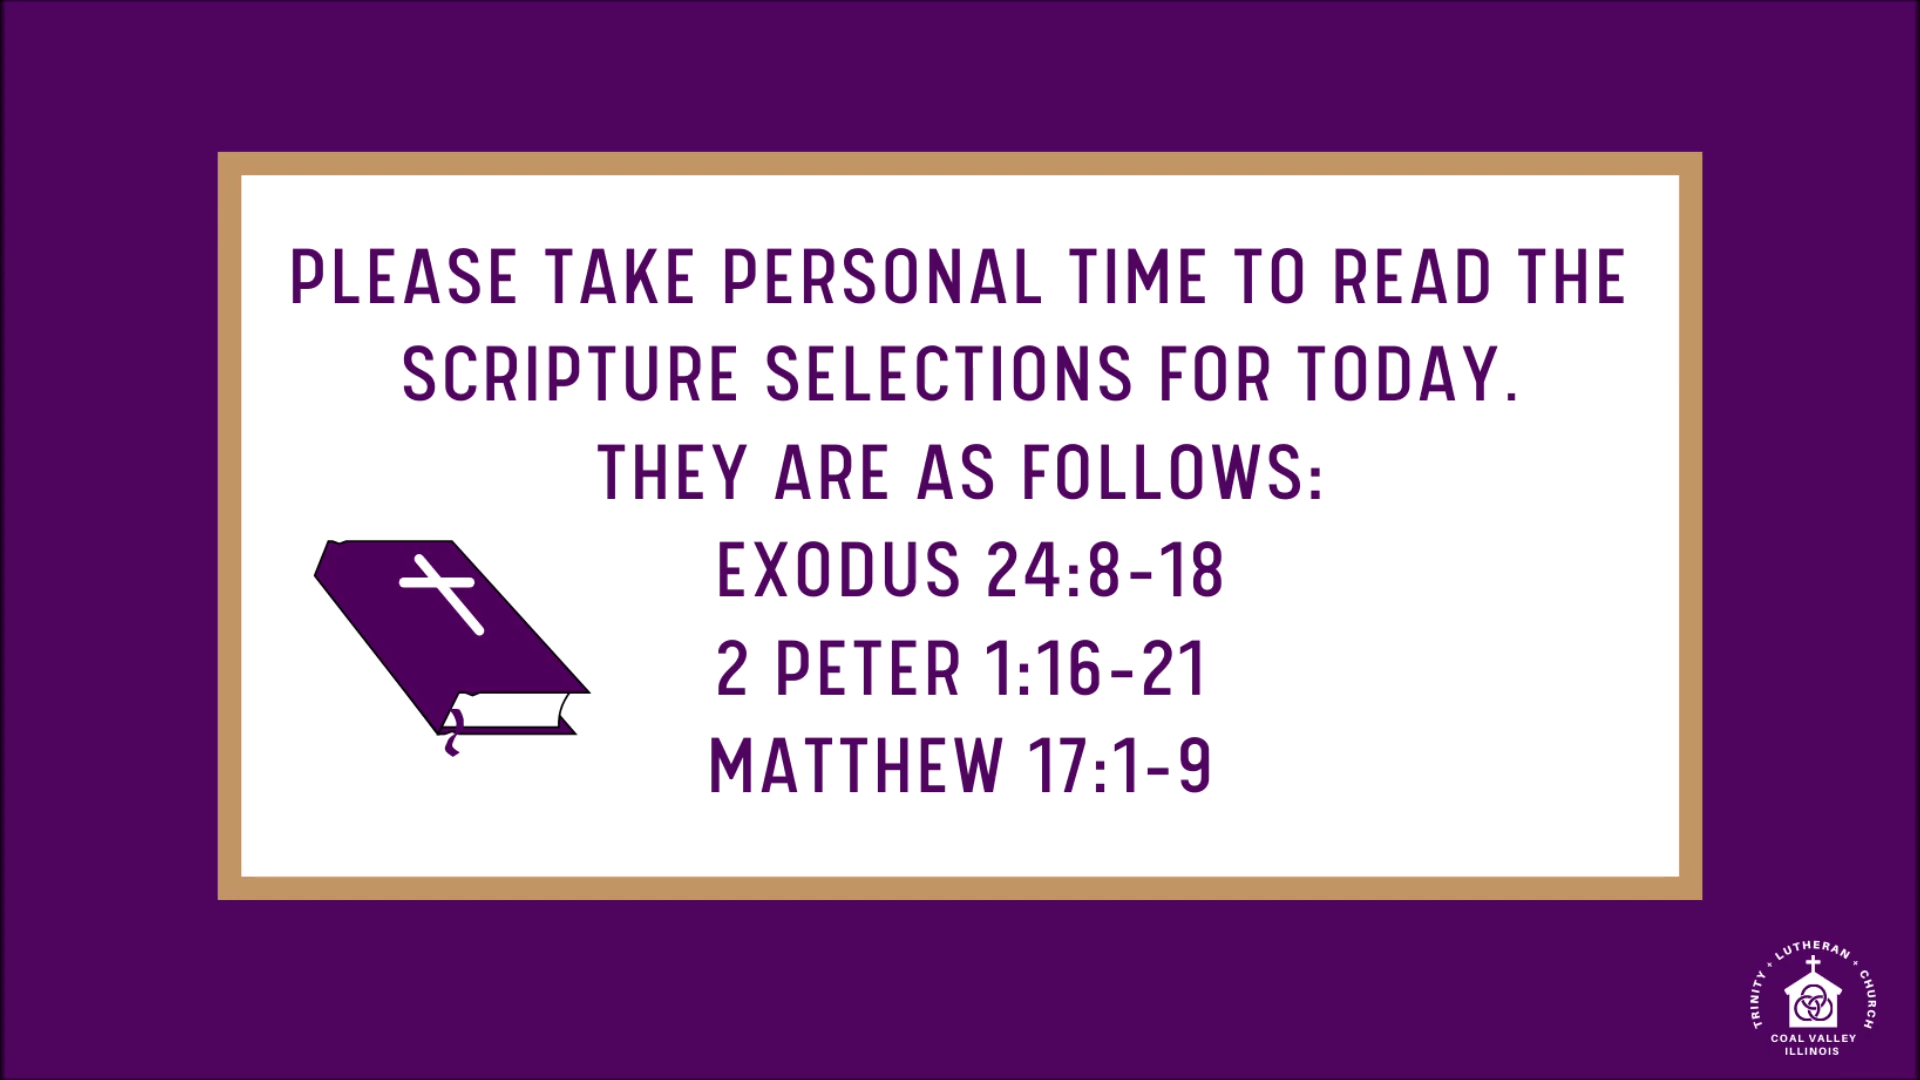 PLEASE TAKE PERSONAL TIME TO READ THE
SCRIPTURE SELECTIONS FOR TODAY.
THEY ARE AS FOLLOWS:
EXODUS 24:8-18
2 PETER 1:16-21
MATTHEW 17:1-9
TRINITY + LUTHERAN + CHURCH
COAL VALLEY
ILLINOIS